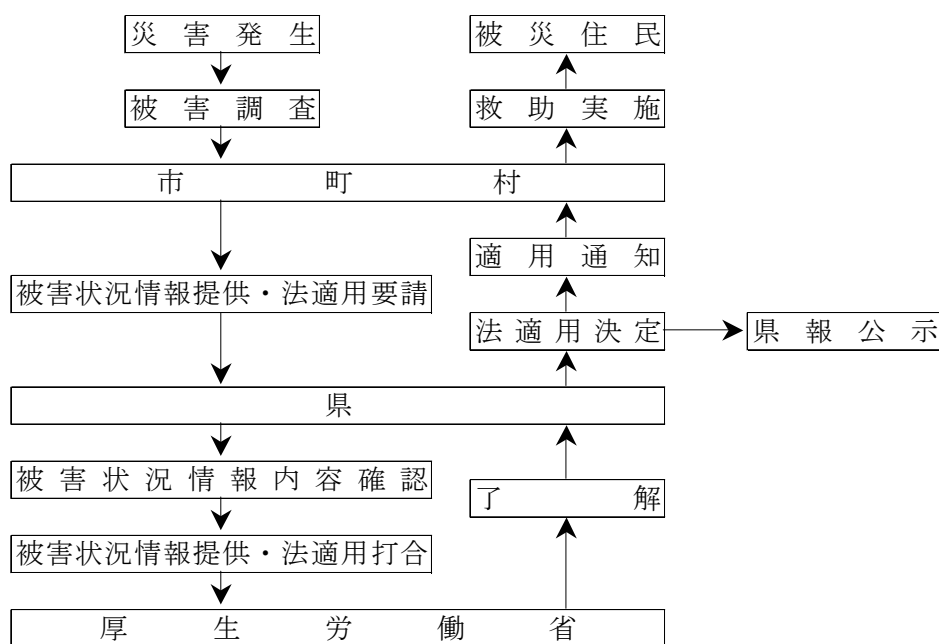 災害発生
被災住民
被害調査
救助実施
市町村
適用通知
被害状況情報提供・法適用要請
法適用決定
県報公示
県
被害状況情報内容確認
了解
被害状況情報提供・法適用打合
厚生労働省